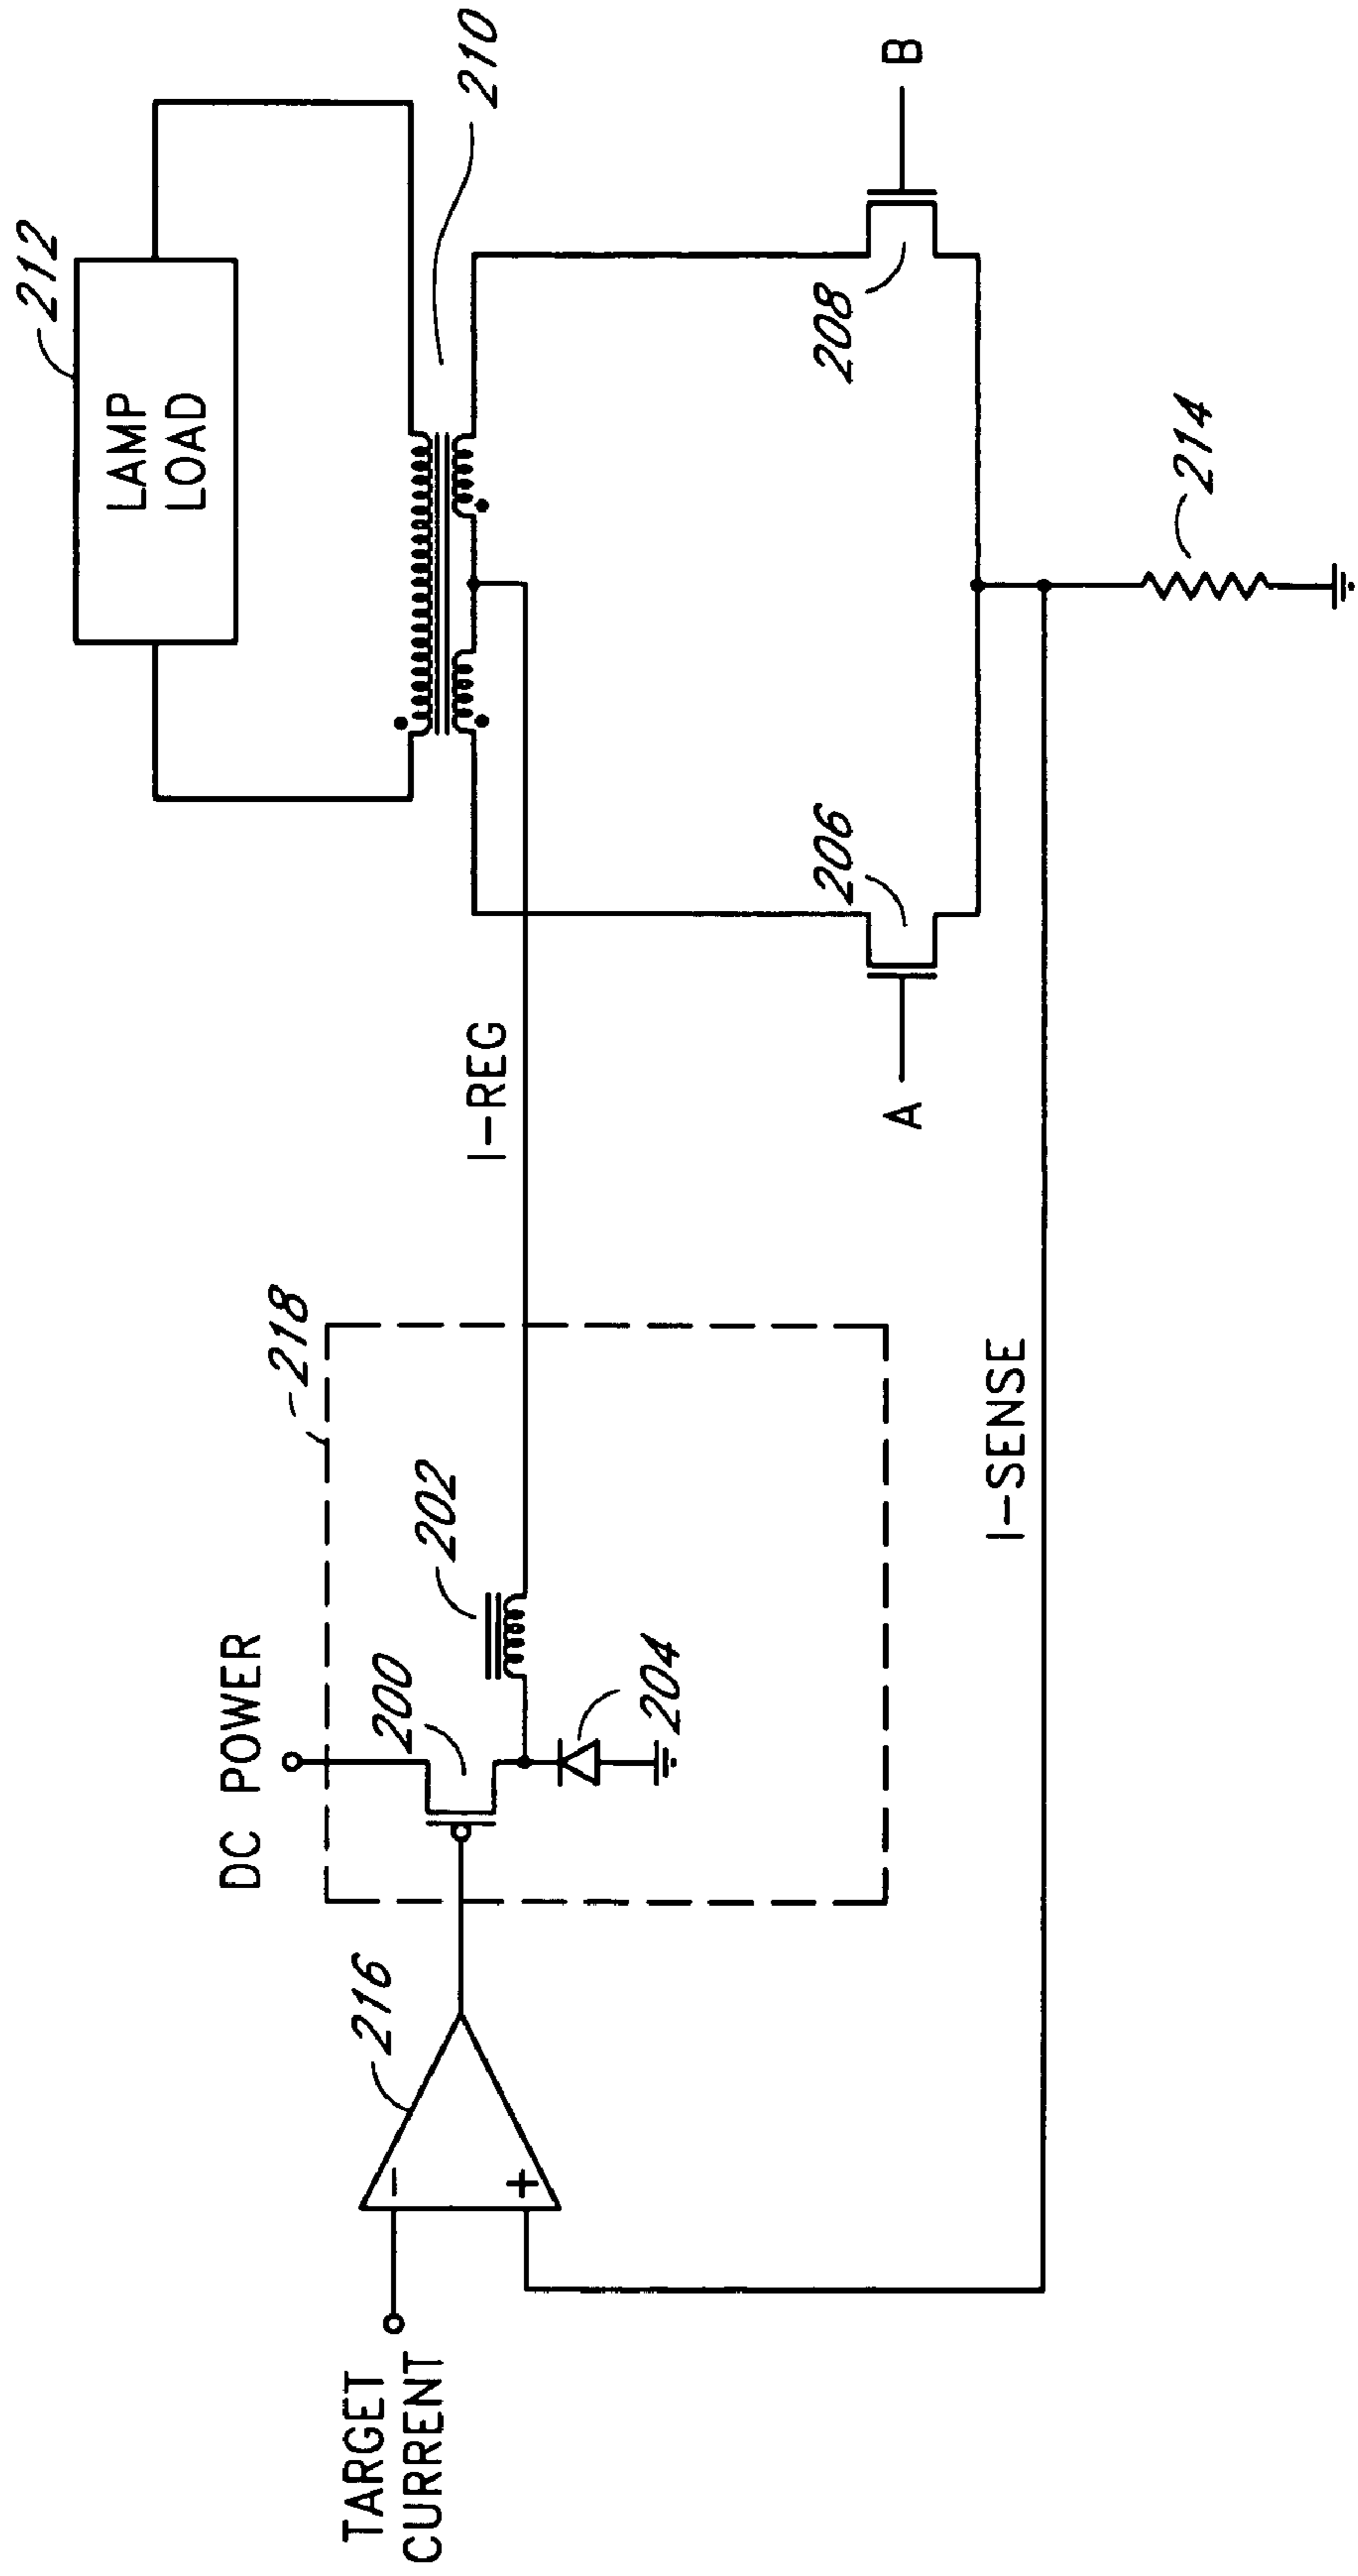 212
LAMP
LOAD
210
DC POWER
218
216
200
202
I-REG
204
TARGET
CURRENT
−
+
206
208
A
B
I-SENSE
214